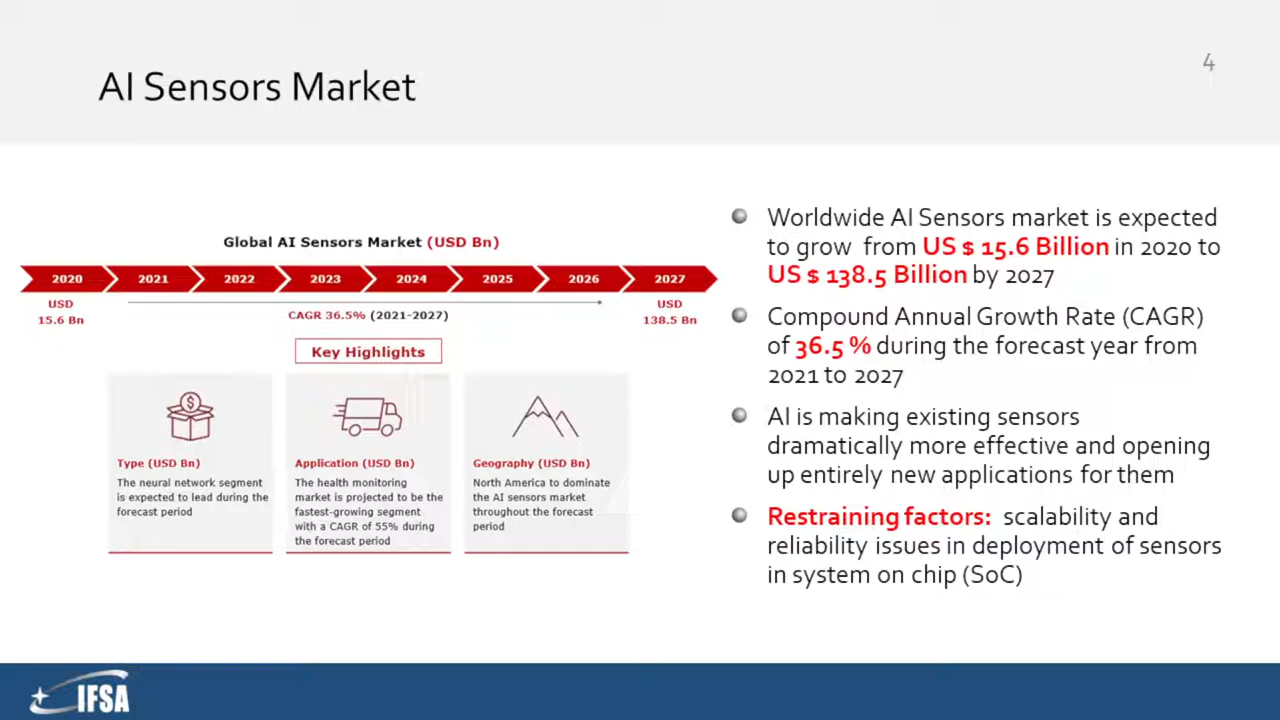 AI Sensors Market
4
Global AI Sensors Market (USD Bn)
2020 2021 2022 2023 2024 2025 2026 2027
USD
15.6 Bn
CAGR 36.5% (2021-2027)
USD
138.5 Bn
Key Highlights
Type (USD Bn)
The neural network segment
is expected to lead during the
forecast period
Application (USD Bn)
The health monitoring
market is projected to be the
fastest-growing segment
with a CAGR of 55% during
the forecast period
Geography (USD Bn)
North America to dominate
the AI sensors market
throughout the forecast
period
Worldwide AI Sensors market is expected
to grow from US $ 15.6 Billion in 2020 to
US $ 138.5 Billion by 2027
Compound Annual Growth Rate (CAGR)
of 36.5 % during the forecast year from
2021 to 2027
AI is making existing sensors
dramatically more effective and opening
up entirely new applications for them
Restraining factors: scalability and
reliability issues in deployment of sensors
in system on chip (SoC)
IFSA